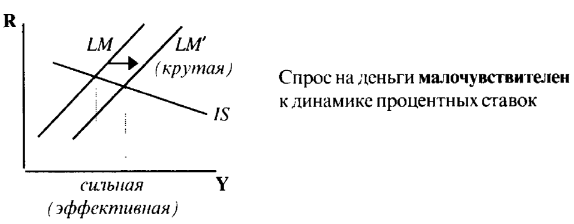 R
LM
LM′
(крутая)
IS
Y
сильная
(эффективная)
Спрос на деньги малочувствителен
к динамике процентных ставок